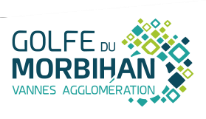 GOLFE DU
MORBIHAN
VANNES AGGLOMÉRATION